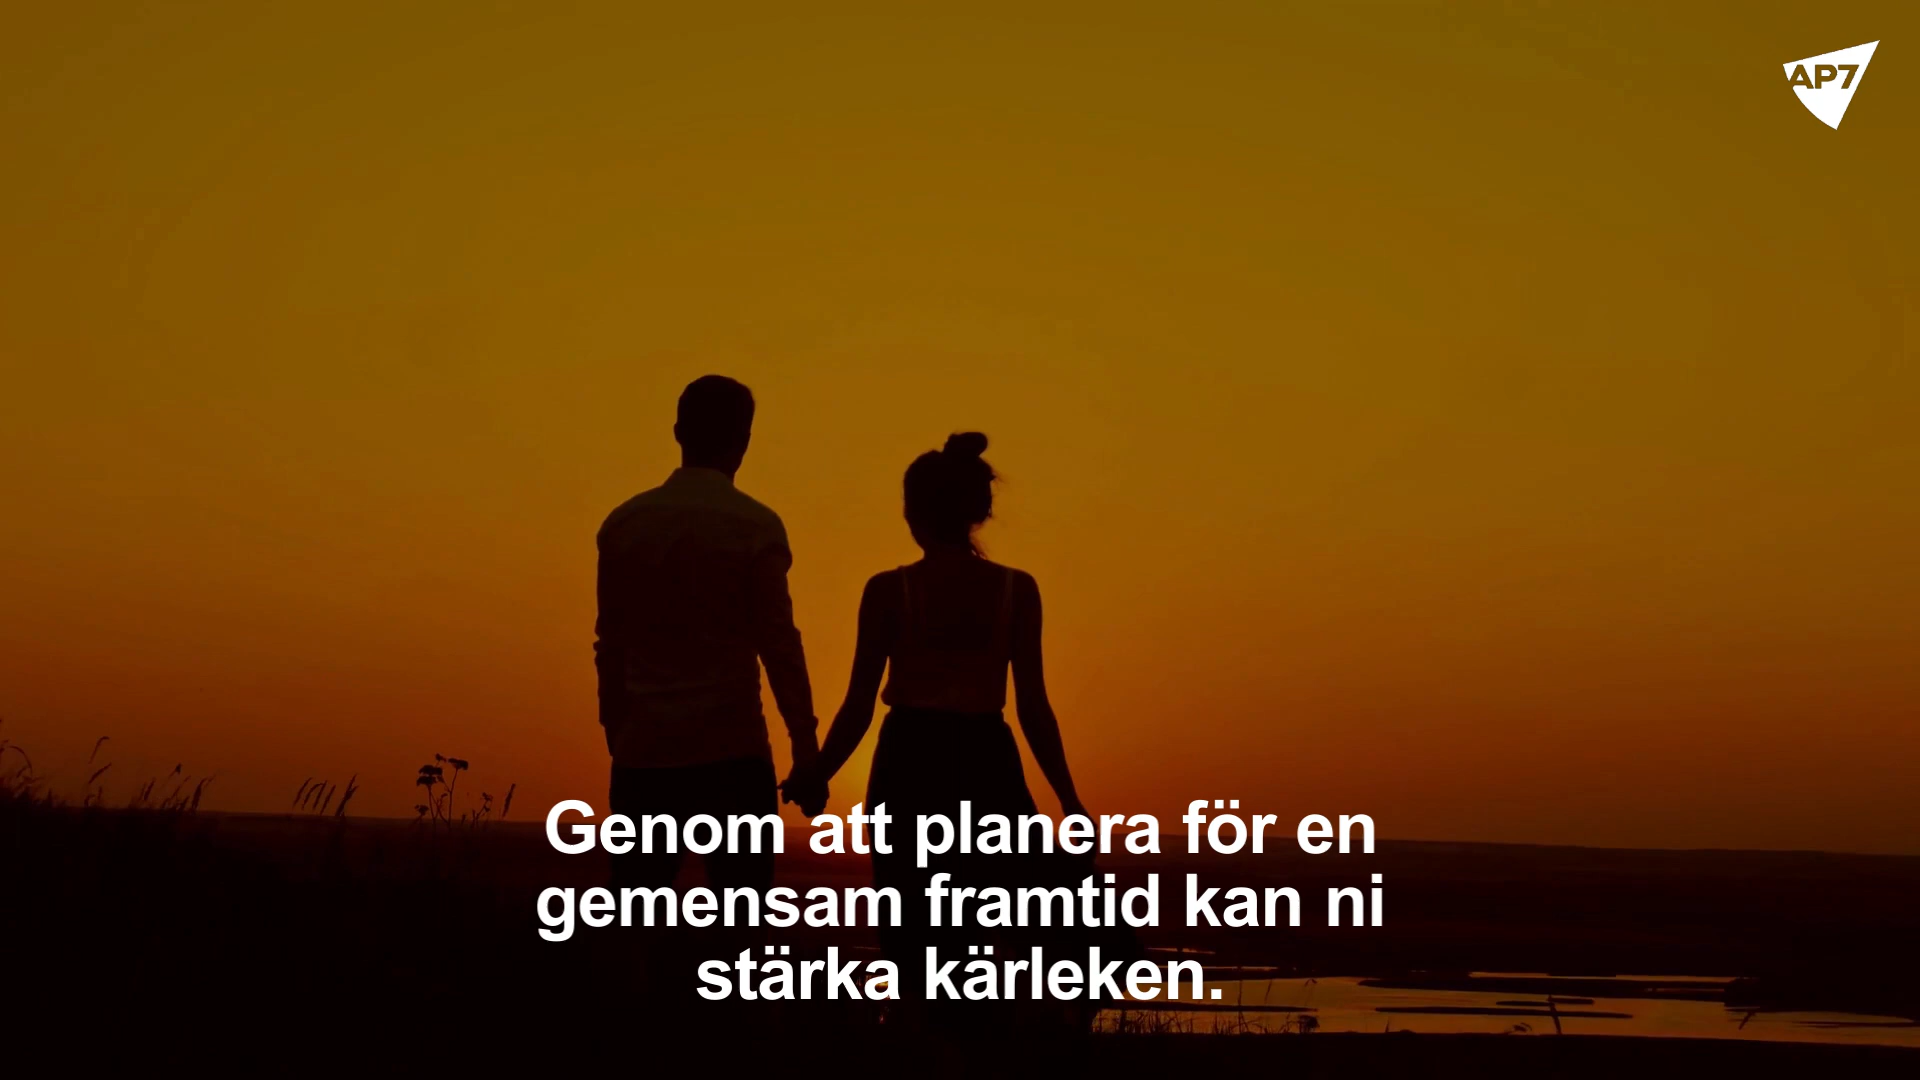 AP7
Genom att planera för en
gemensam framtid kan ni
stärka kärleken.